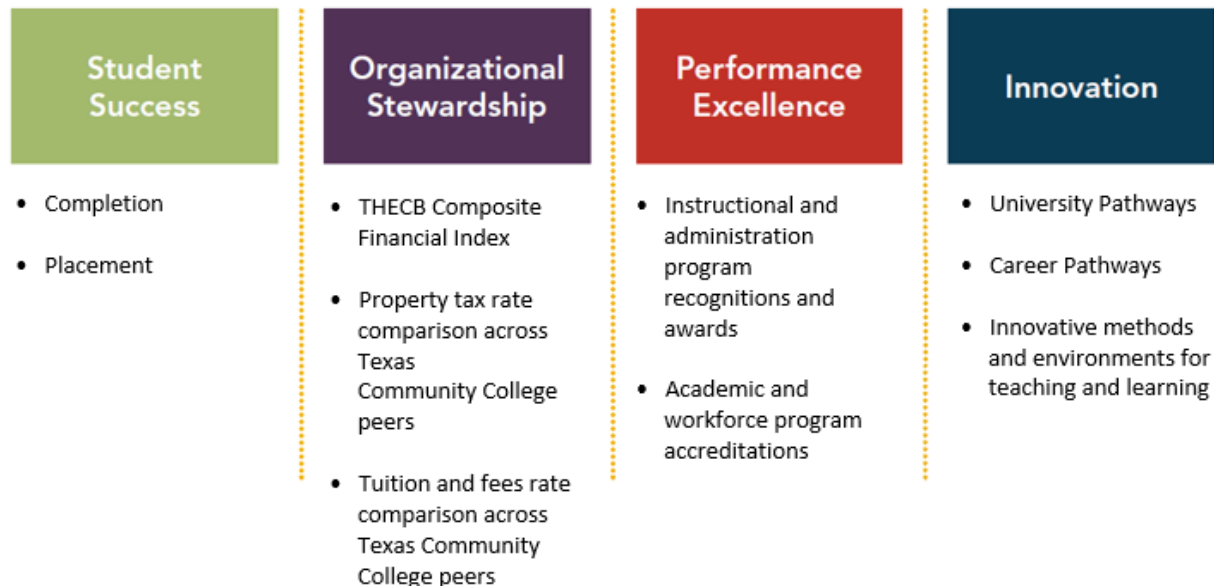 Student
Success
• Completion
• Placement
Organizational
Stewardship
• THECB Composite
Financial Index
• Property tax rate
comparison across
Texas
Community College
peers
• Tuition and fees rate
comparison across
Texas Community
College peers
Performance
Excellence
• Instructional and
administration
program
recognitions and
awards
• Academic and
workforce program
accreditations
Innovation
• University Pathways
• Career Pathways
• Innovative methods
and environments for
teaching and learning